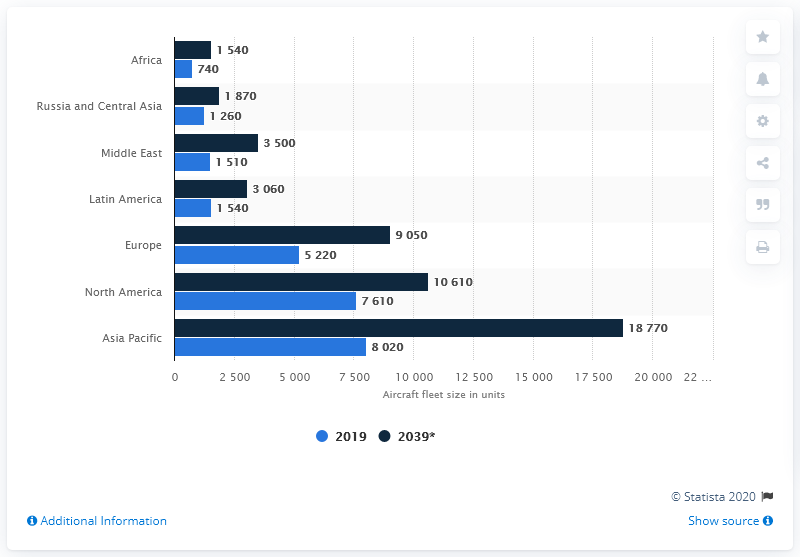 Africa
1 540
740
Russia and Central Asia
1 870
1 260
Middle East
3 500
1 510
Latin America
3 060
1 540
Europe
9 050
5 220
North America
10 610
7 610
Asia Pacific
18 770
8 020
0 2 500 5 000 7 500 10 000 12 500 15 000 17 500 20 000 22 ...
Aircraft fleet size in units
2019 2039*
© Statista 2020
Additional Information Show source